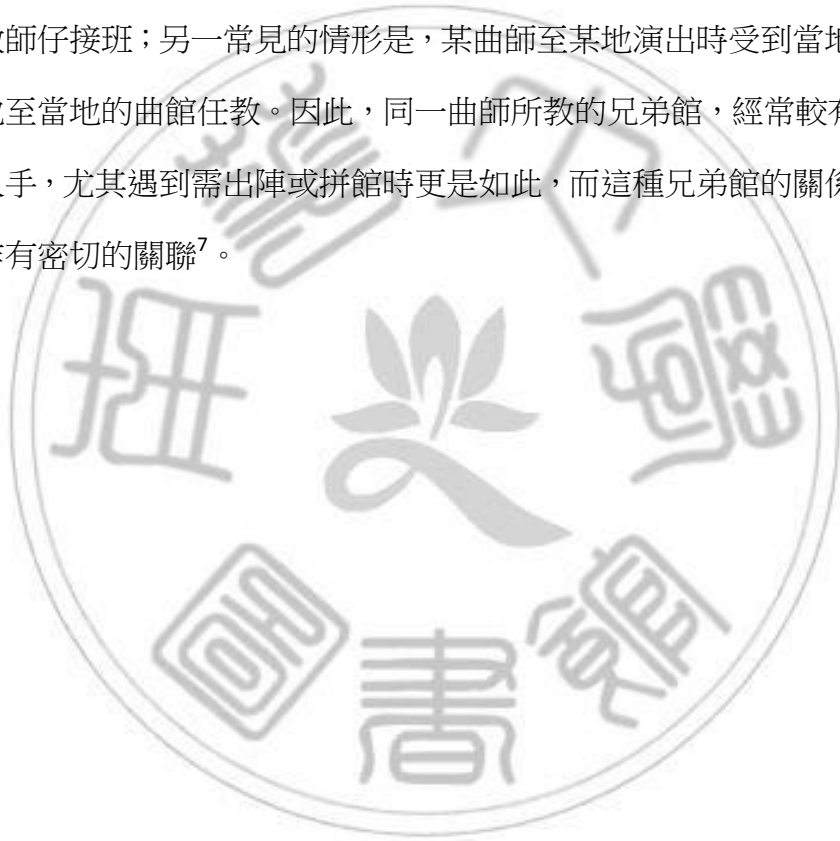 教師仔接班；另一常見的情形是，某曲師至某地演出時受到當地
至當地的曲館任教。因此，同一曲師所教的兄弟館，經常較有
手，尤其遇到需出陣或拼館時更是如此，而這種兄弟館的關係
有密切的關聯7。
圖
書
館